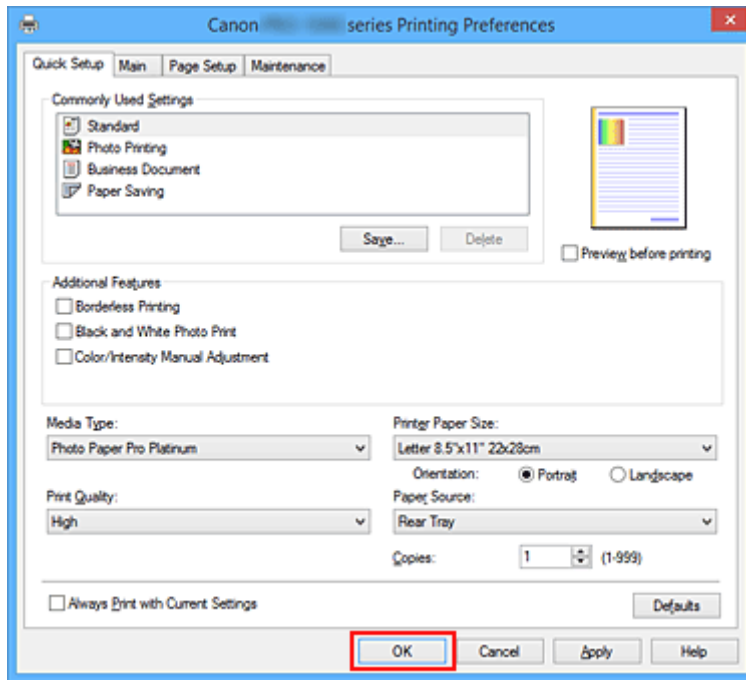 Canon series Printing Preferences
Quick Setup Main Page Setup Maintenance
Commonly Used Settings
Standard
Photo Printing
Business Document
Paper Saving
Save... Delete
Preview before printing
Additional Features
Borderless Printing
Black and White Photo Print
Color/Intensity Manual Adjustment
Media Type:
Photo Paper Pro Platinum
Printer Paper Size:
Letter 8.5"x11" 22x28cm
Orientation: Portrait Landscape
Print Quality:
High
Paper Source:
Rear Tray
Copies: 1 (1-999)
Always Print with Current Settings
Defaults
OK Cancel Apply Help